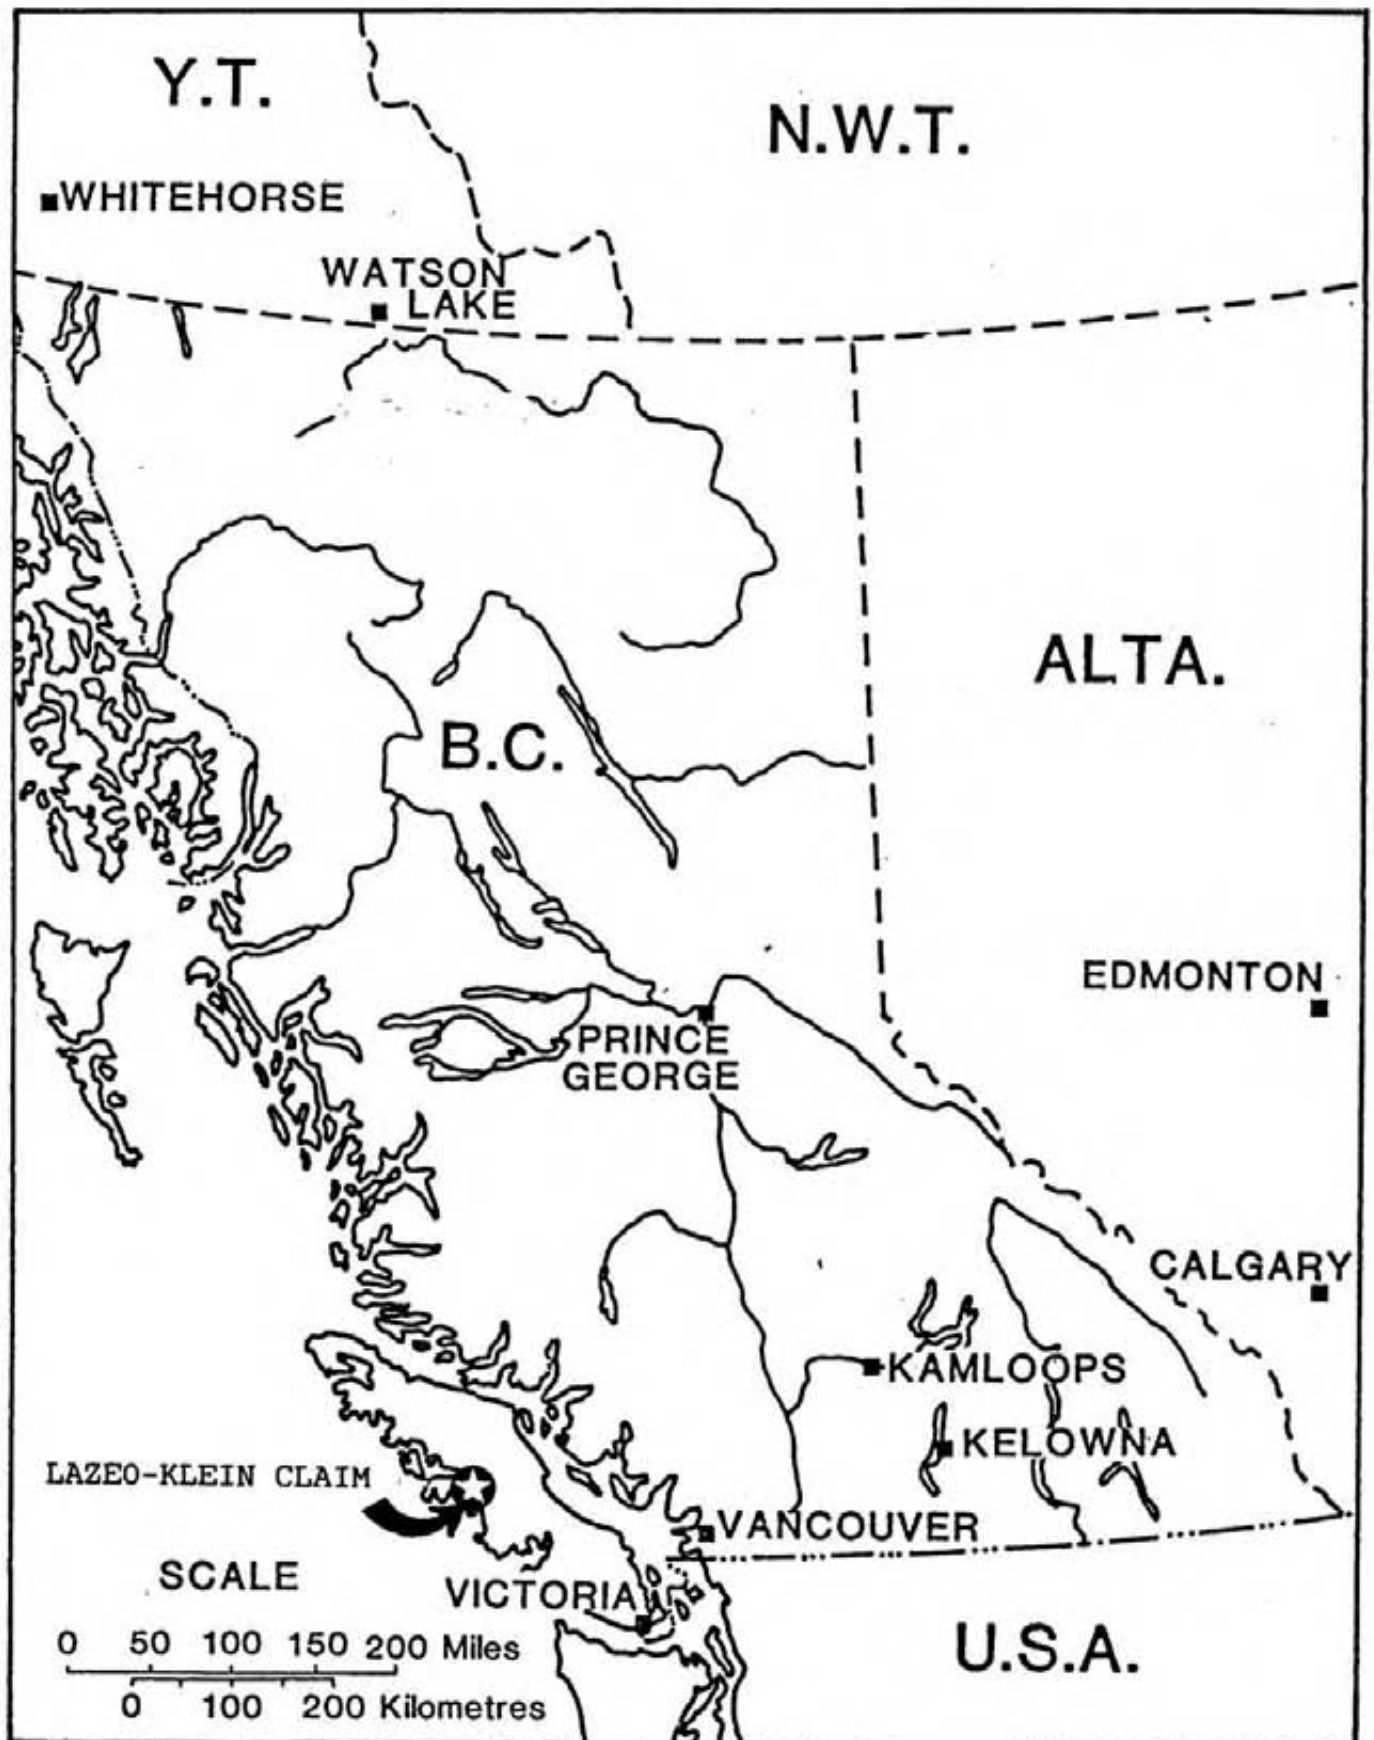 Y.T.
N.W.T.
WHITEHORSE
WATSON
LAKE
ALTA.
B.C.
EDMONTON
PRINCE
GEORGE
CALGARY
KAMLOOPS
KELOWNA
LAZEO-KLEIN CLAIM
VANCOUVER
SCALE
VICTORIA
U.S.A.
0 50 100 150 200 Miles
0 100 200 Kilometres